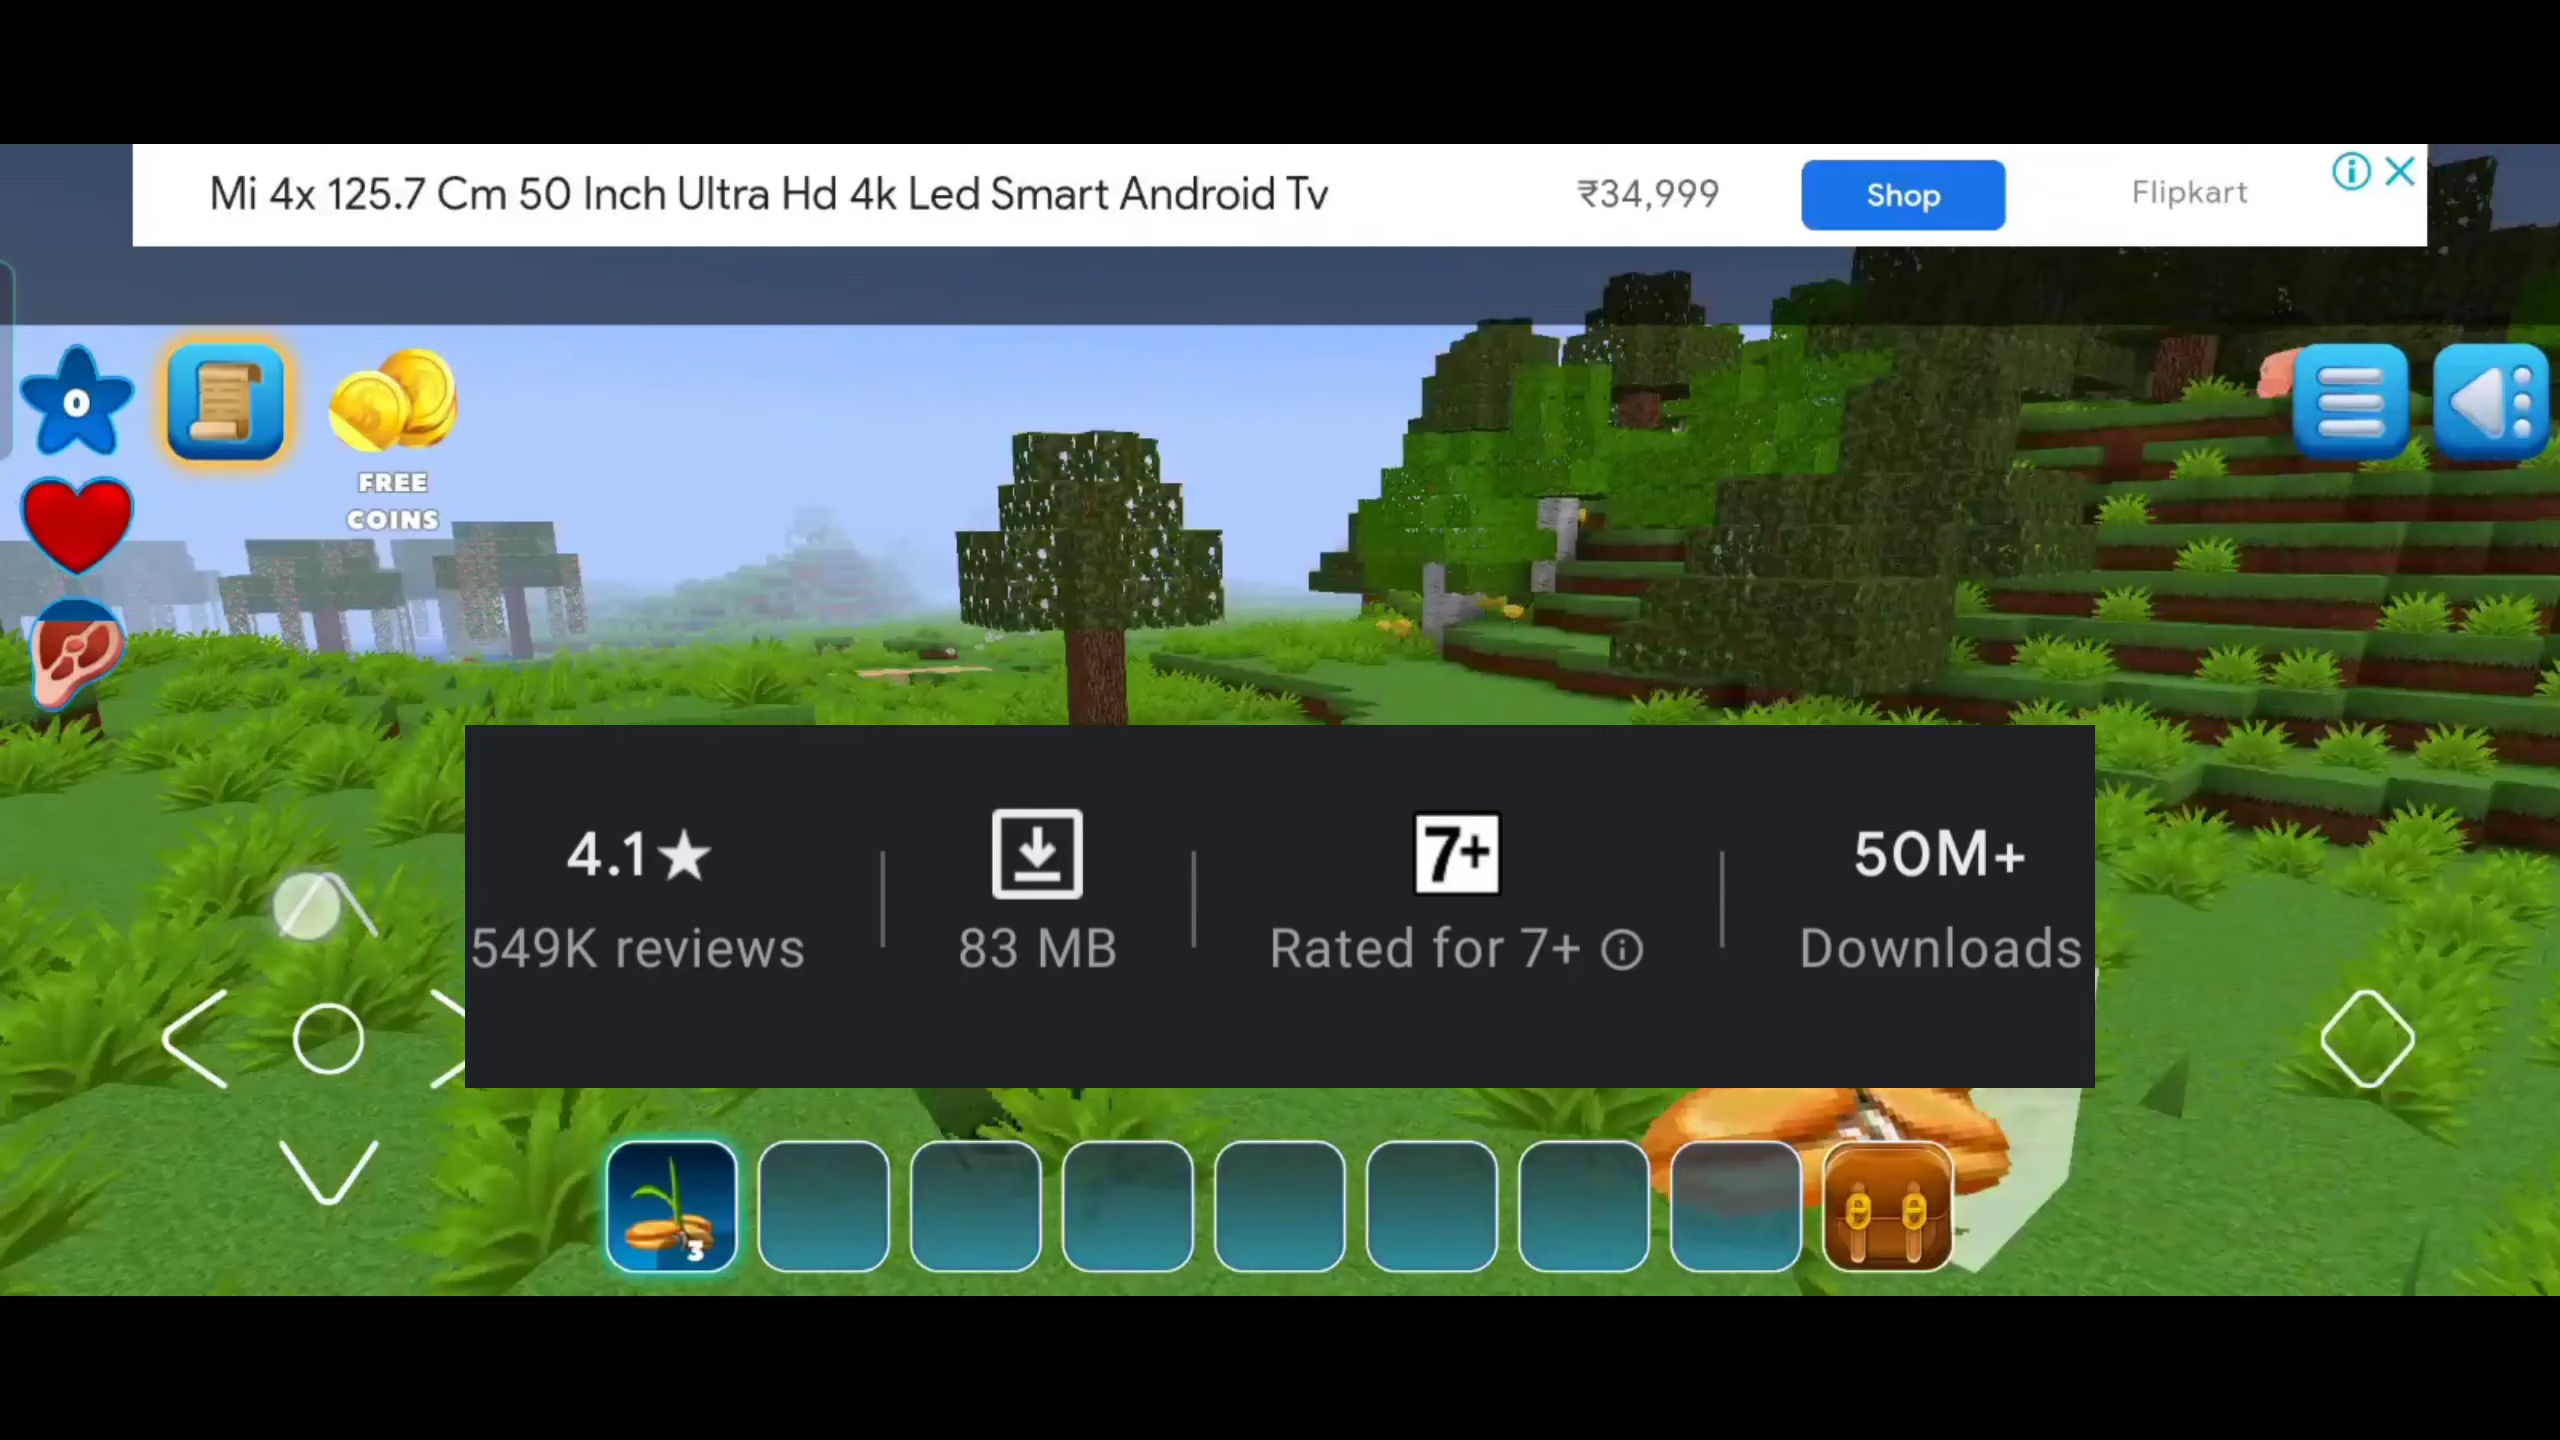 Mi 4x 125.7 Cm 50 Inch Ultra Hd 4k Led Smart Android Tv
₹34,999
Shop
Flipkart
0
FREE
COINS
4.1★
549K reviews
83 MB
7+
Rated for 7+
50M+
Downloads
3